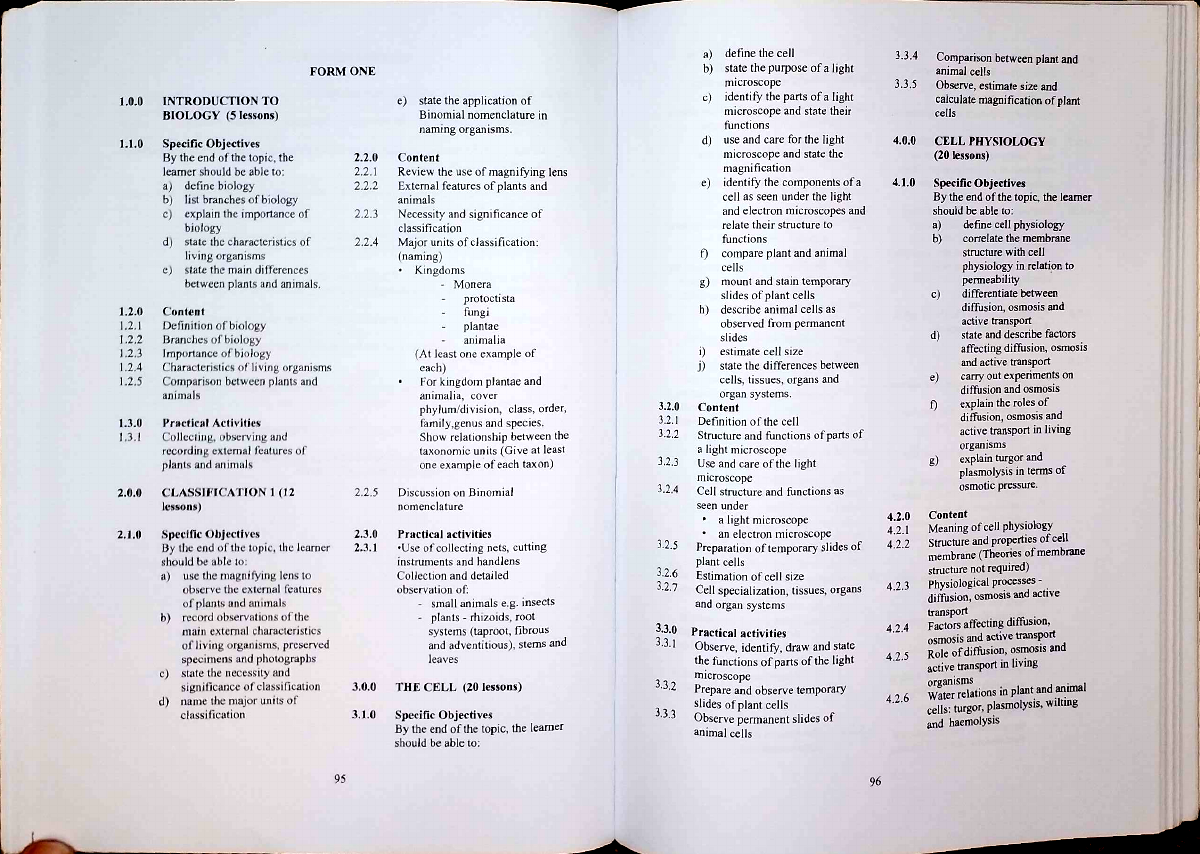 FORM ONE
1.0.0 INTRODUCTION TO
BIOLOGY (5 lessons)
1.1.0 Specific Objectives
By the end of the topic, the
learner should be able to:
a) define biology
b) list branches of biology
c) explain the importance of
biology
d) state the characteristics of
living organisms
e) state the main differences
between plants and animals.
1.2.0 Content
1.2.1 Definition of biology
1.2.2 Branches of biology
1.2.3 Importance of biology
1.2.4 Characteristics of living organisms
1.2.5 Comparison between plants and
animals
1.3.0 Practical Activities
1.3.1 Collecting, observing and
recording external features of
plants and animals
2.0.0 CLASSIFICATION 1 (12
lessons)
2.1.0 Specific Objectives
By the end of the topic, the learner
should be able to:
a) use the magnifying lens to
observe the external features
of plants and animals
b) record observations of the
main external characteristics
of living organisms, preserved
specimens and photographs
c) state the necessity and
significance of classification
d) name the major units of
classification
e) state the application of
Binomial nomenclature in
naming organisms.
2.2.0 Content
2.2.1 Review the use of magnifying lens
2.2.2 External features of plants and
animals
2.2.3 Necessity and significance of
classification
2.2.4 Major units of classification:
(naming)
• Kingdoms
- Monera
- protoctista
- fungi
- plantae
- animalia
(At least one example of
each)
• For kingdom plantae and
animalia, cover
phylum/division, class, order,
family,genus and species.
Show relationship between the
taxonomic units (Give at least
one example of each taxon)
2.2.5 Discussion on Binomial
nomenclature
2.3.0 Practical activities
2.3.1 •Use of collecting nets, cutting
instruments and handlens
Collection and detailed
observation of:
- small animals e.g. insects
- plants - rhizoids, root
systems (taproot, fibrous
and adventitious), stems and
leaves
3.0.0 THE CELL (20 lessons)
3.1.0 Specific Objectives
By the end of the topic, the learner
should be able to:
95
a) define the cell
b) state the purpose of a light
microscope
c) identify the parts of a light
microscope and state their
functions
d) use and care for the light
microscope and state the
magnification
e) identify the components of a
cell as seen under the light
and electron microscopes and
relate their structure to
functions
f) compare plant and animal
cells
g) mount and stain temporary
slides of plant cells
h) describe animal cells as
observed from permanent
slides
i) estimate cell size
j) state the differences between
cells, tissues, organs and
organ systems.
3.2.0 Content
3.2.1 Definition of the cell
3.2.2 Structure and functions of parts of
a light microscope
3.2.3 Use and care of the light
microscope
3.2.4 Cell structure and functions as
seen under
• a light microscope
• an electron microscope
3.2.5 Preparation of temporary slides of
plant cells
3.2.6 Estimation of cell size
3.2.7 Cell specialization, tissues, organs
and organ systems
3.3.0 Practical activities
3.3.1 Observe, identify, draw and state
the functions of parts of the light
microscope
3.3.2 Prepare and observe temporary
slides of plant cells
3.3.3 Observe permanent slides of
animal cells
3.3.4 Comparison between plant and
animal cells
3.3.5 Observe, estimate size and
calculate magnification of plant
cells
4.0.0 CELL PHYSIOLOGY
(20 lessons)
4.1.0 Specific Objectives
By the end of the topic, the learner
should be able to:
a) define cell physiology
b) correlate the membrane
structure with cell
physiology in relation to
permeability
c) differentiate between
diffusion, osmosis and
active transport
d) state and describe factors
affecting diffusion, osmosis
and active transport
e) carry out experiments on
diffusion and osmosis
f) explain the roles of
diffusion, osmosis and
active transport in living
organisms
g) explain turgor and
plasmolysis in terms of
osmotic pressure.
4.2.0 Content
4.2.1 Meaning of cell physiology
4.2.2 Structure and properties of cell
membrane (Theories of membrane
structure not required)
4.2.3 Physiological processes -
diffusion, osmosis and active
transport
4.2.4 Factors affecting diffusion,
osmosis and active transport
4.2.5 Role of diffusion, osmosis and
active transport in living
organisms
4.2.6 Water relations in plant and animal
cells: turgor, plasmolysis, wilting
and haemolysis
96